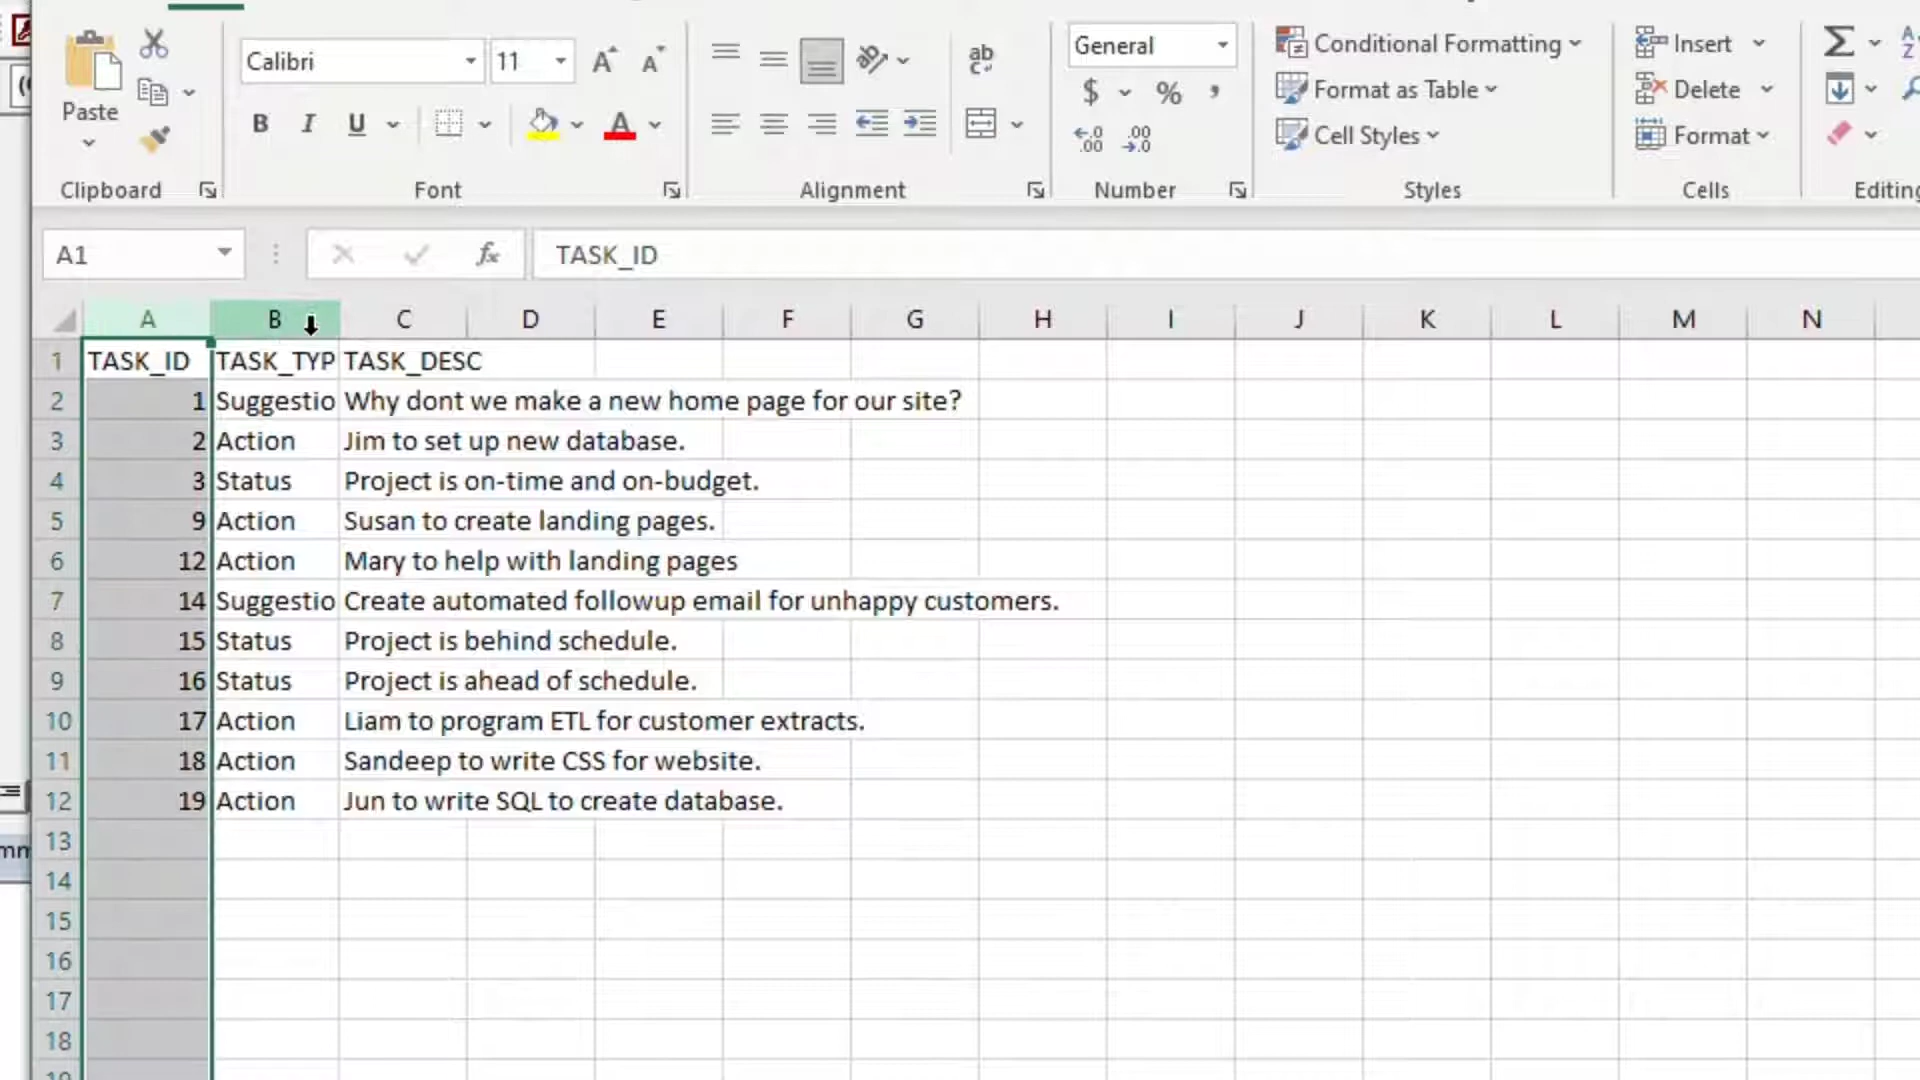 Calibri 11 ab General Conditional Formatting Insert Σ
Paste $ % , Format as Table Delete
B I U A Cell Styles Format
Clipboard Font Alignment Number Styles Cells Editing
A1 fx TASK_ID
A B C D E F G H I J K L M N
1 TASK_ID TASK_TYP TASK_DESC
2 1 Suggestio Why dont we make a new home page for our site?
3 2 Action Jim to set up new database.
4 3 Status Project is on-time and on-budget.
5 9 Action Susan to create landing pages.
6 12 Action Mary to help with landing pages
7 14 Suggestio Create automated followup email for unhappy customers.
8 15 Status Project is behind schedule.
9 16 Status Project is ahead of schedule.
10 17 Action Liam to program ETL for customer extracts.
11 18 Action Sandeep to write CSS for website.
12 19 Action Jun to write SQL to create database.
13
14
15
16
17
18